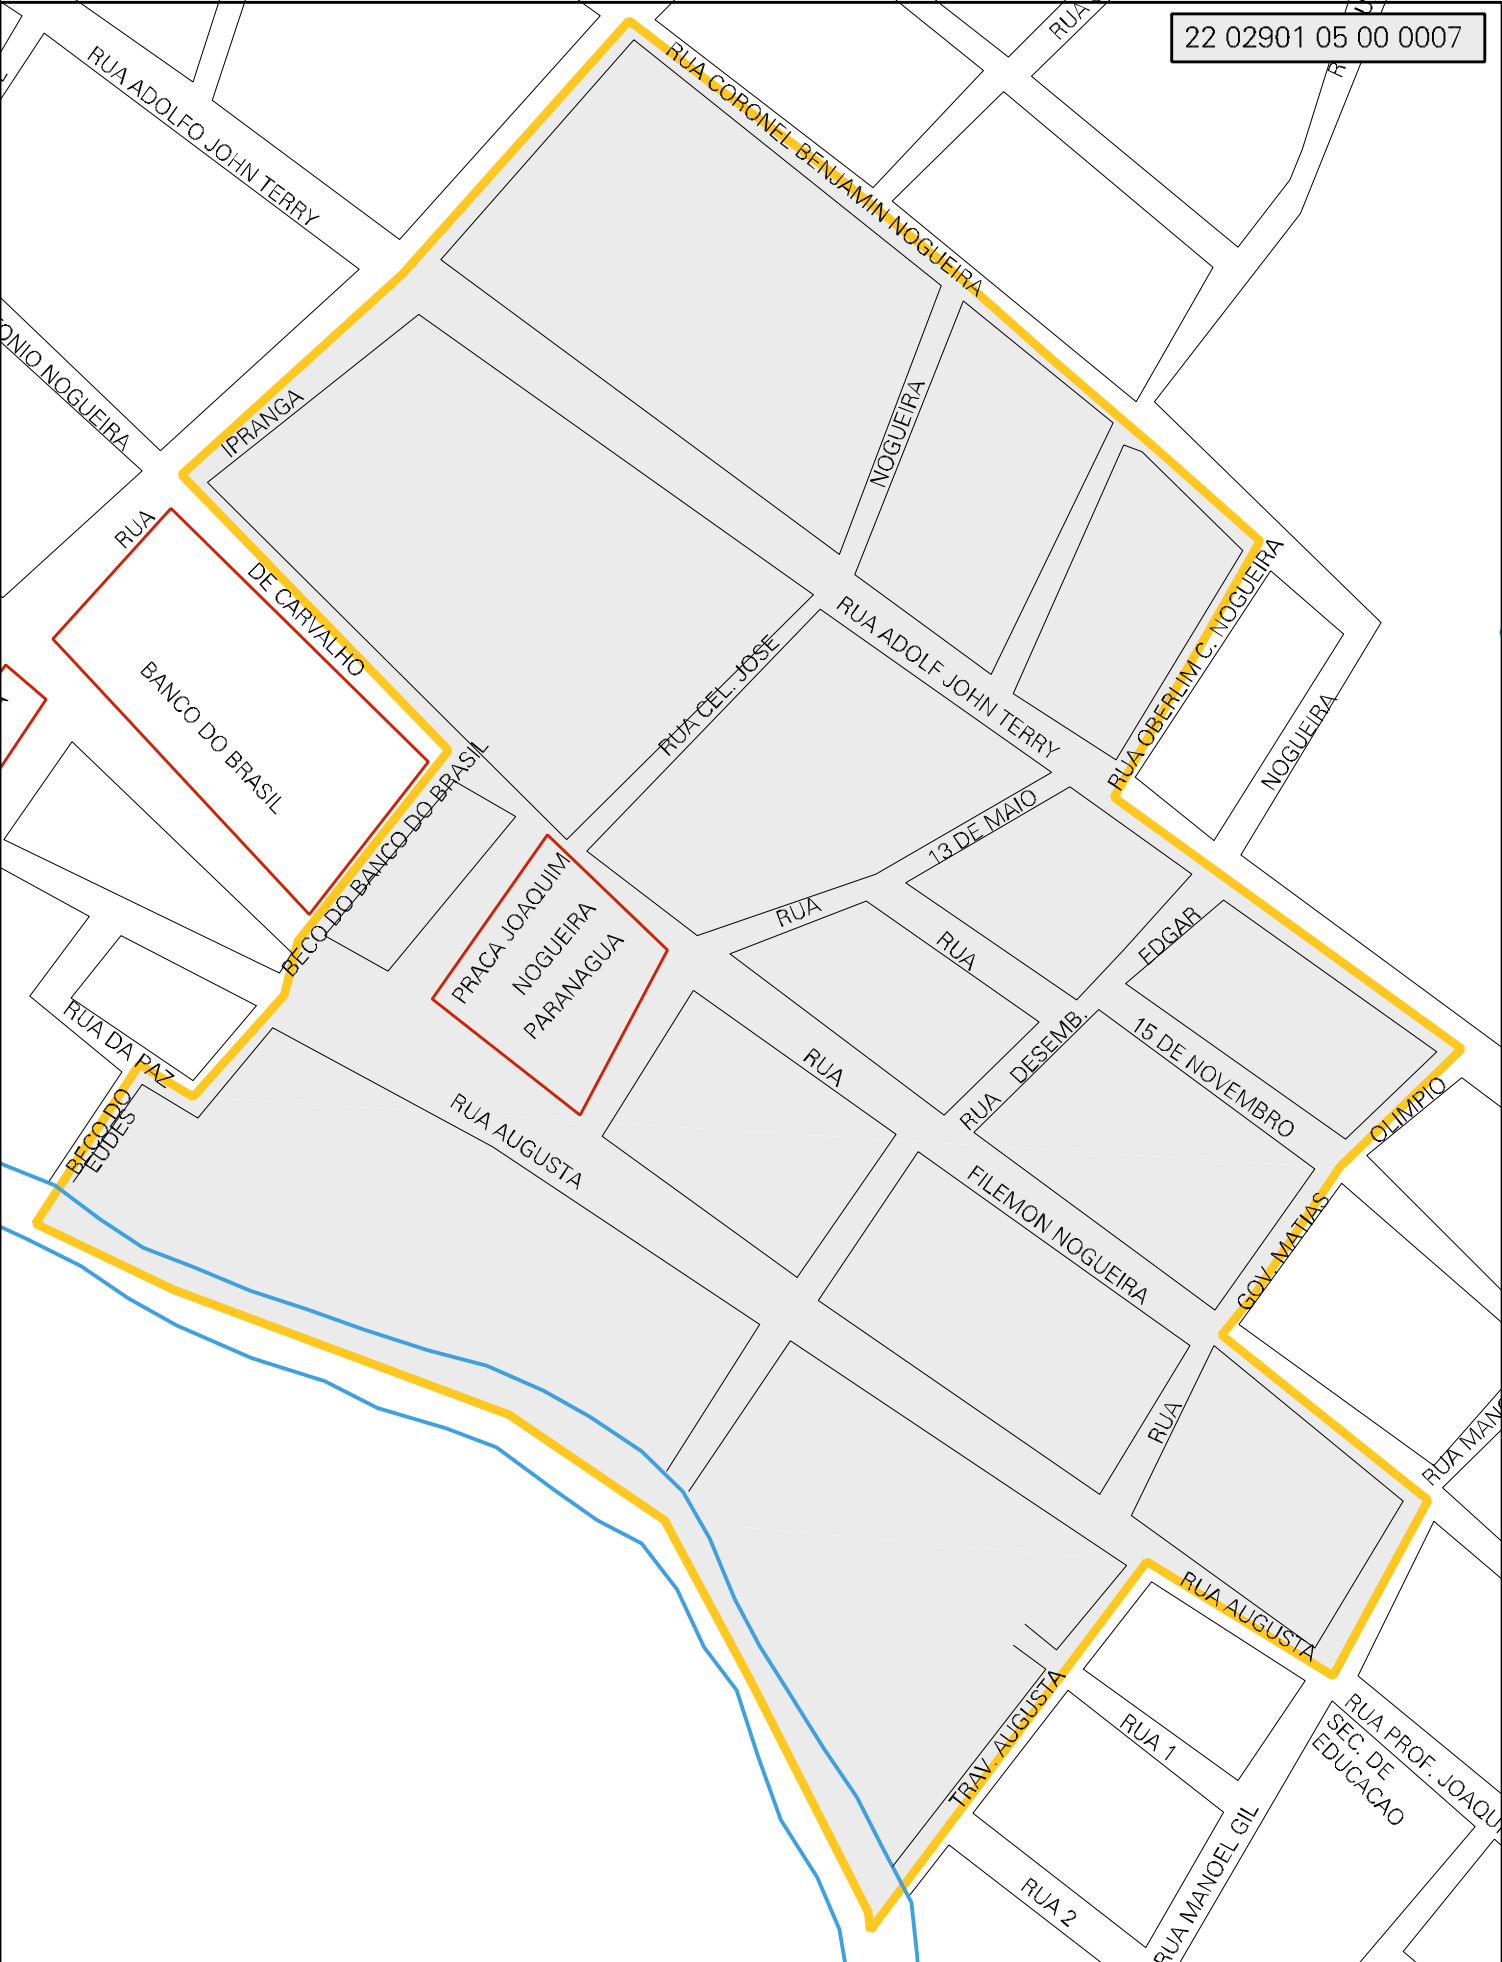 22 02901 05 00 0007
RUA CORONEL BENJAMIN NOGUEIRA
RUA ADOLFO JOHN TERRY
ONIO NOGUEIRA
IPRANGA
RUA
DE CARVALHO
BANCO DO BRASIL
NOGUEIRA
RUA CEL. JOSE
RUA ADOLF JOHN TERRY
RUA OBERLIM C. NOGUEIRA
NOGUEIRA
BECO DO BANCO DO BRASIL
PRACA JOAQUIM
NOGUEIRA
PARANAGUA
RUA
13 DE MAIO
RUA
EDGAR
DESEMB.
RUA
15 DE NOVEMBRO
RUA DA PAZ
BECO DO
EUDES
RUA AUGUSTA
RUA
FILEMON NOGUEIRA
OLIMPIO
GOV. MATIAS
RUA
RUA MANO
RUA AUGUSTA
TRAV. AUGUSTA
RUA 1
RUA 2
RUA MANOEL GIL
RUA PROF. JOAQUI
SEC. DE
EDUCACAO